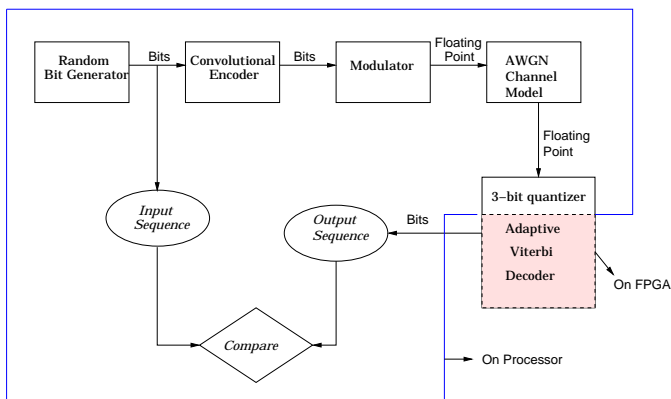 Random
Bit Generator
Bits
Convolutional
Encoder
Bits
Modulator
Floating
Point
AWGN
Channel
Model
Floating
Point
3−bit quantizer
Adaptive
Viterbi
Decoder
Bits
Input
Sequence
Output
Sequence
On FPGA
Compare
On Processor